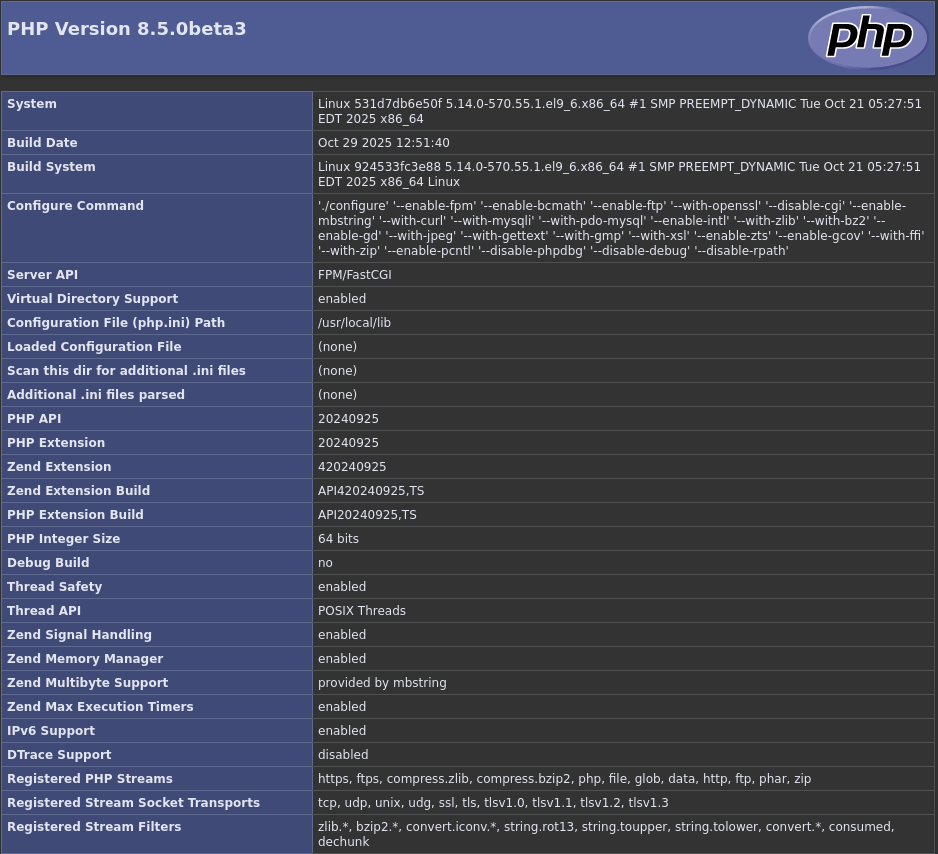 PHP Version 8.5.0beta3
php
System
Linux 531d7db6e50f 5.14.0-570.55.1.el9_6.x86_64 #1 SMP PREEMPT_DYNAMIC Tue Oct 21 05:27:51
EDT 2025 x86_64
Build Date
Oct 29 2025 12:51:40
Build System
Linux 924533fc3e88 5.14.0-570.55.1.el9_6.x86_64 #1 SMP PREEMPT_DYNAMIC Tue Oct 21 05:27:51
EDT 2025 x86_64 Linux
Configure Command
'./configure' '--enable-fpm' '--enable-bcmath' '--enable-ftp' '--with-openssl' '--disable-cgi' '--enable-
mbstring' '--with-curl' '--with-mysqli' '--with-pdo-mysql' '--enable-intl' '--with-zlib' '--with-bz2' '--
enable-gd' '--with-jpeg' '--with-gettext' '--with-gmp' '--with-xsl' '--enable-zts' '--enable-gcov' '--with-ffi'
'--with-zip' '--enable-pcntl' '--disable-phpdbg' '--disable-debug' '--disable-rpath'
Server API
FPM/FastCGI
Virtual Directory Support
enabled
Configuration File (php.ini) Path
/usr/local/lib
Loaded Configuration File
(none)
Scan this dir for additional .ini files
(none)
Additional .ini files parsed
(none)
PHP API
20240925
PHP Extension
20240925
Zend Extension
420240925
Zend Extension Build
API420240925,TS
PHP Extension Build
API20240925,TS
PHP Integer Size
64 bits
Debug Build
no
Thread Safety
enabled
Thread API
POSIX Threads
Zend Signal Handling
enabled
Zend Memory Manager
enabled
Zend Multibyte Support
provided by mbstring
Zend Max Execution Timers
enabled
IPv6 Support
enabled
DTrace Support
disabled
Registered PHP Streams
https, ftps, compress.zlib, compress.bzip2, php, file, glob, data, http, ftp, phar, zip
Registered Stream Socket Transports
tcp, udp, unix, udg, ssl, tls, tlsv1.0, tlsv1.1, tlsv1.2, tlsv1.3
Registered Stream Filters
zlib.*, bzip2.*, convert.iconv.*, string.rot13, string.toupper, string.tolower, convert.*, consumed,
dechunk